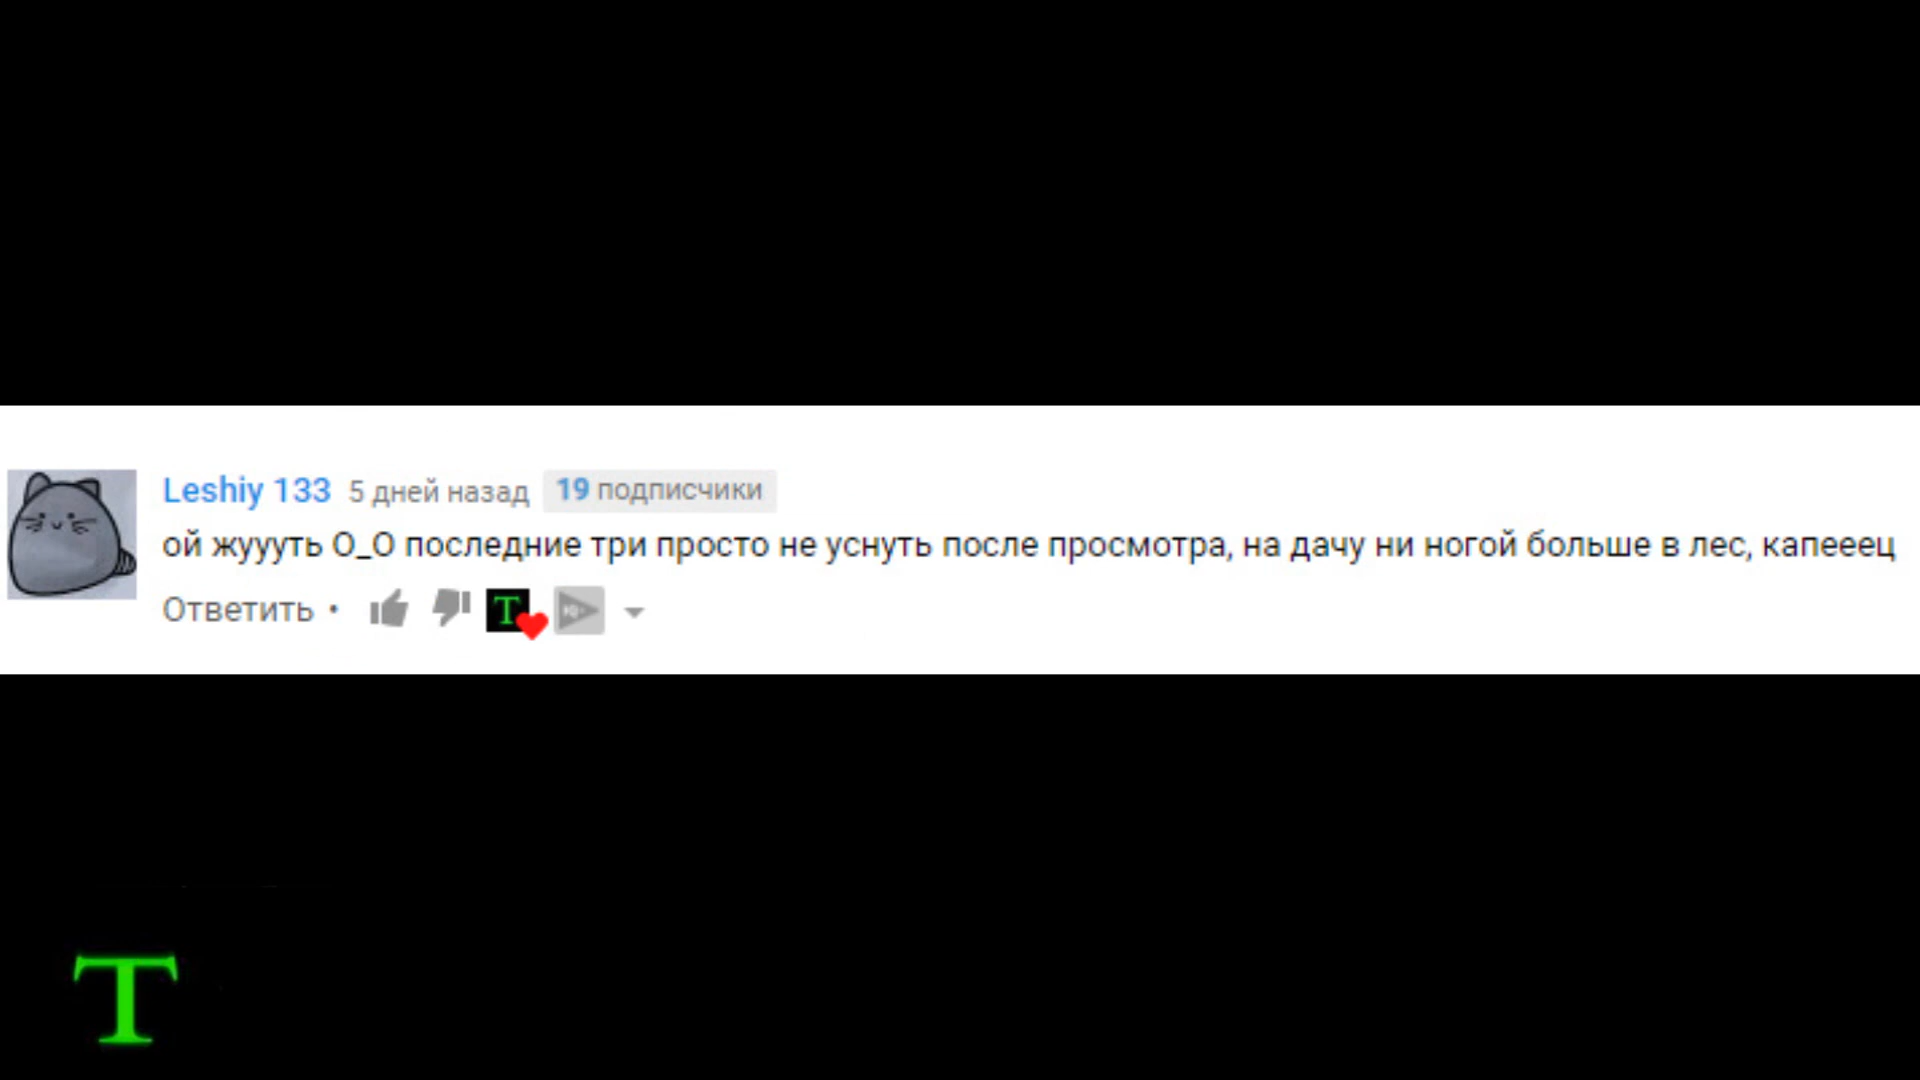 Leshiy 133 5 дней назад 19 подписчики
ой жуууть О_О последние три просто не уснуть после просмотра, на дачу ни ногой больше в лес, капееец
Ответить •
T
T